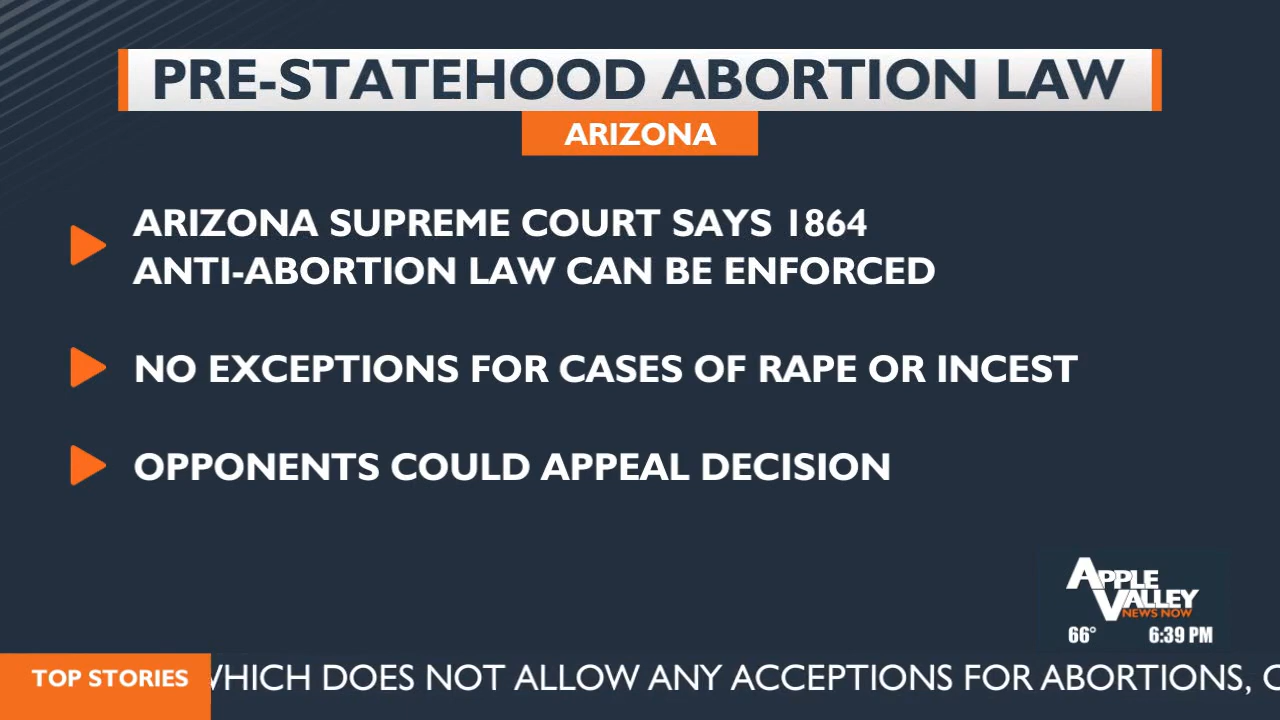 PRE-STATEHOOD ABORTION LAW
ARIZONA
ARIZONA SUPREME COURT SAYS 1864
ANTI-ABORTION LAW CAN BE ENFORCED
NO EXCEPTIONS FOR CASES OF RAPE OR INCEST
OPPONENTS COULD APPEAL DECISION
APPLE
VALLEY
NEWS NOW
66° 6:39 PM
TOP STORIES WHICH DOES NOT ALLOW ANY ACCEPTIONS FOR ABORTIONS,